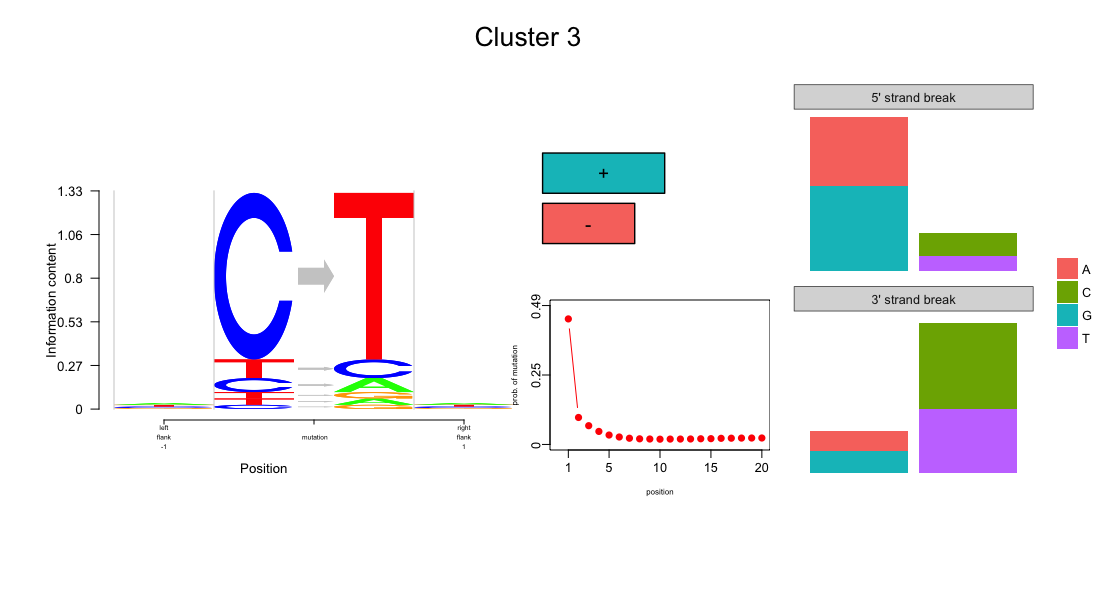 Cluster 3
Information content
1.33
1.06
0.8
0.53
0.27
0
C T
T C
C A
T G
T A
C G
left
flank
-1
mutation
right
flank
1
Position
+
-
prob. of mutation
0.49
0.25
0
1 5 10 15 20
position
5' strand break
3' strand break
A
C
G
T